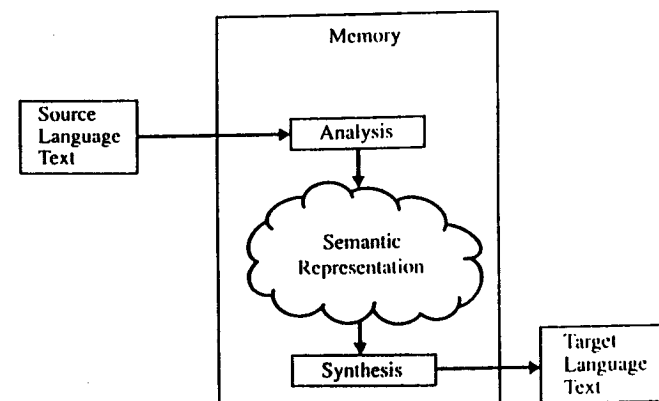 Memory
Source
Language
Text
Analysis
Semantic
Representation
Synthesis
Target
Language
Text